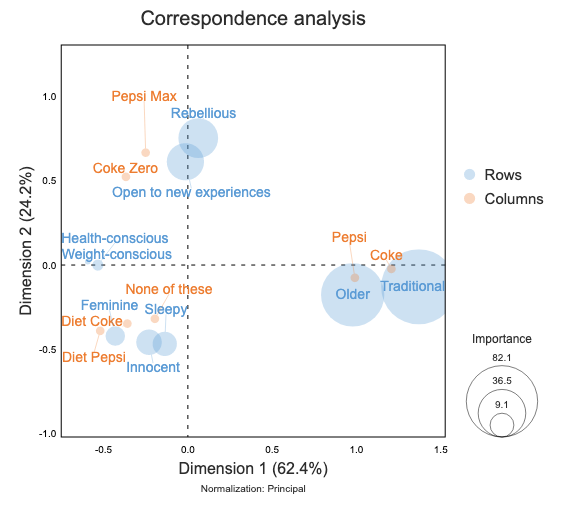 Correspondence analysis
1.0
0.5
0.0
-0.5
-1.0
Dimension 2 (24.2%)
Pepsi Max
Rebellious
Coke Zero
Open to new experiences
Health-conscious
Weight-conscious
Pepsi
Coke
Older
Traditional
None of these
Feminine
Sleepy
Diet Coke
Diet Pepsi
Innocent
-0.5
0.0
0.5
1.0
1.5
Dimension 1 (62.4%)
Normalization: Principal
Rows
Columns
Importance
82.1
36.5
9.1